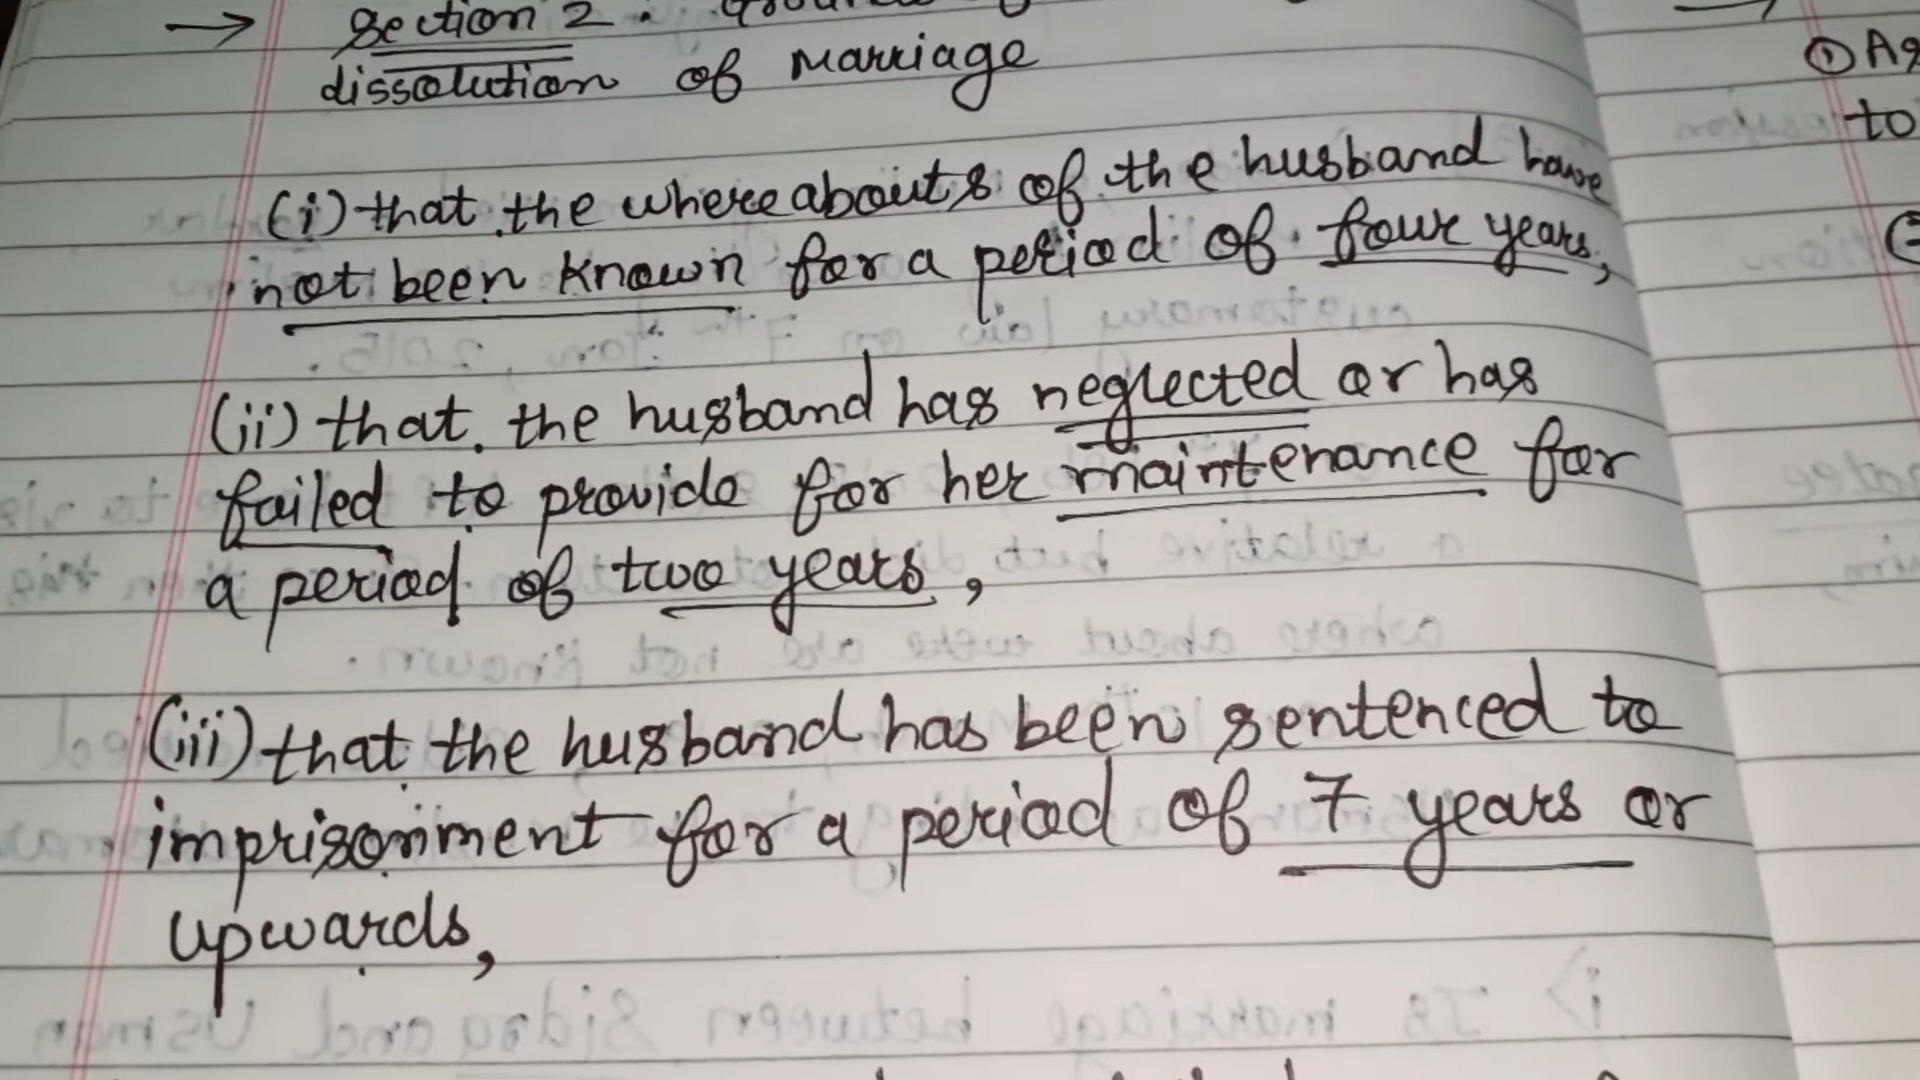 → Section 2:
dissolution of Marriage
(i) that the whereabouts of the husband have
not been known for a period of four years,
(ii) that the husband has neglected or has
failed to provide for her maintenance for
a period of two years,
(iii) that the husband has been sentenced to
imprisonment for a period of 7 years or
upwards,
① Ag
to